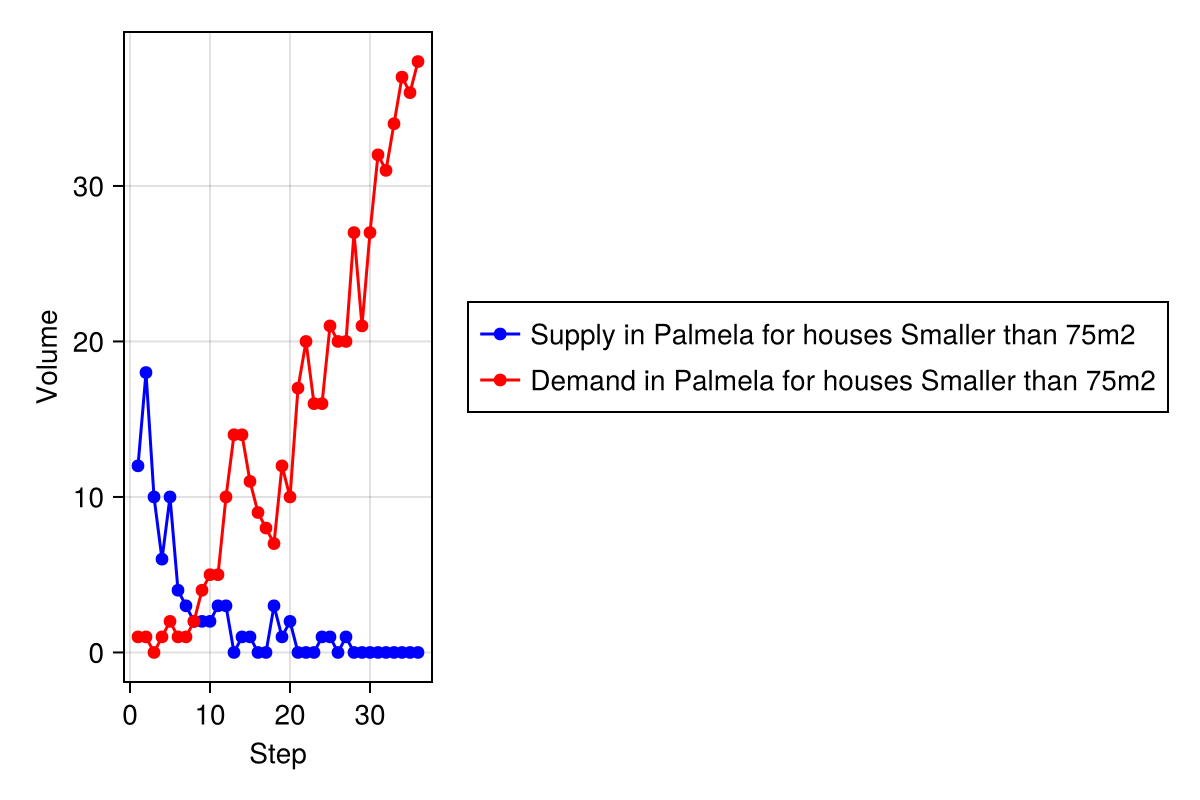 30
20
10
0
Volume
0 10 20 30
Step
Supply in Palmela for houses Smaller than 75m2
Demand in Palmela for houses Smaller than 75m2